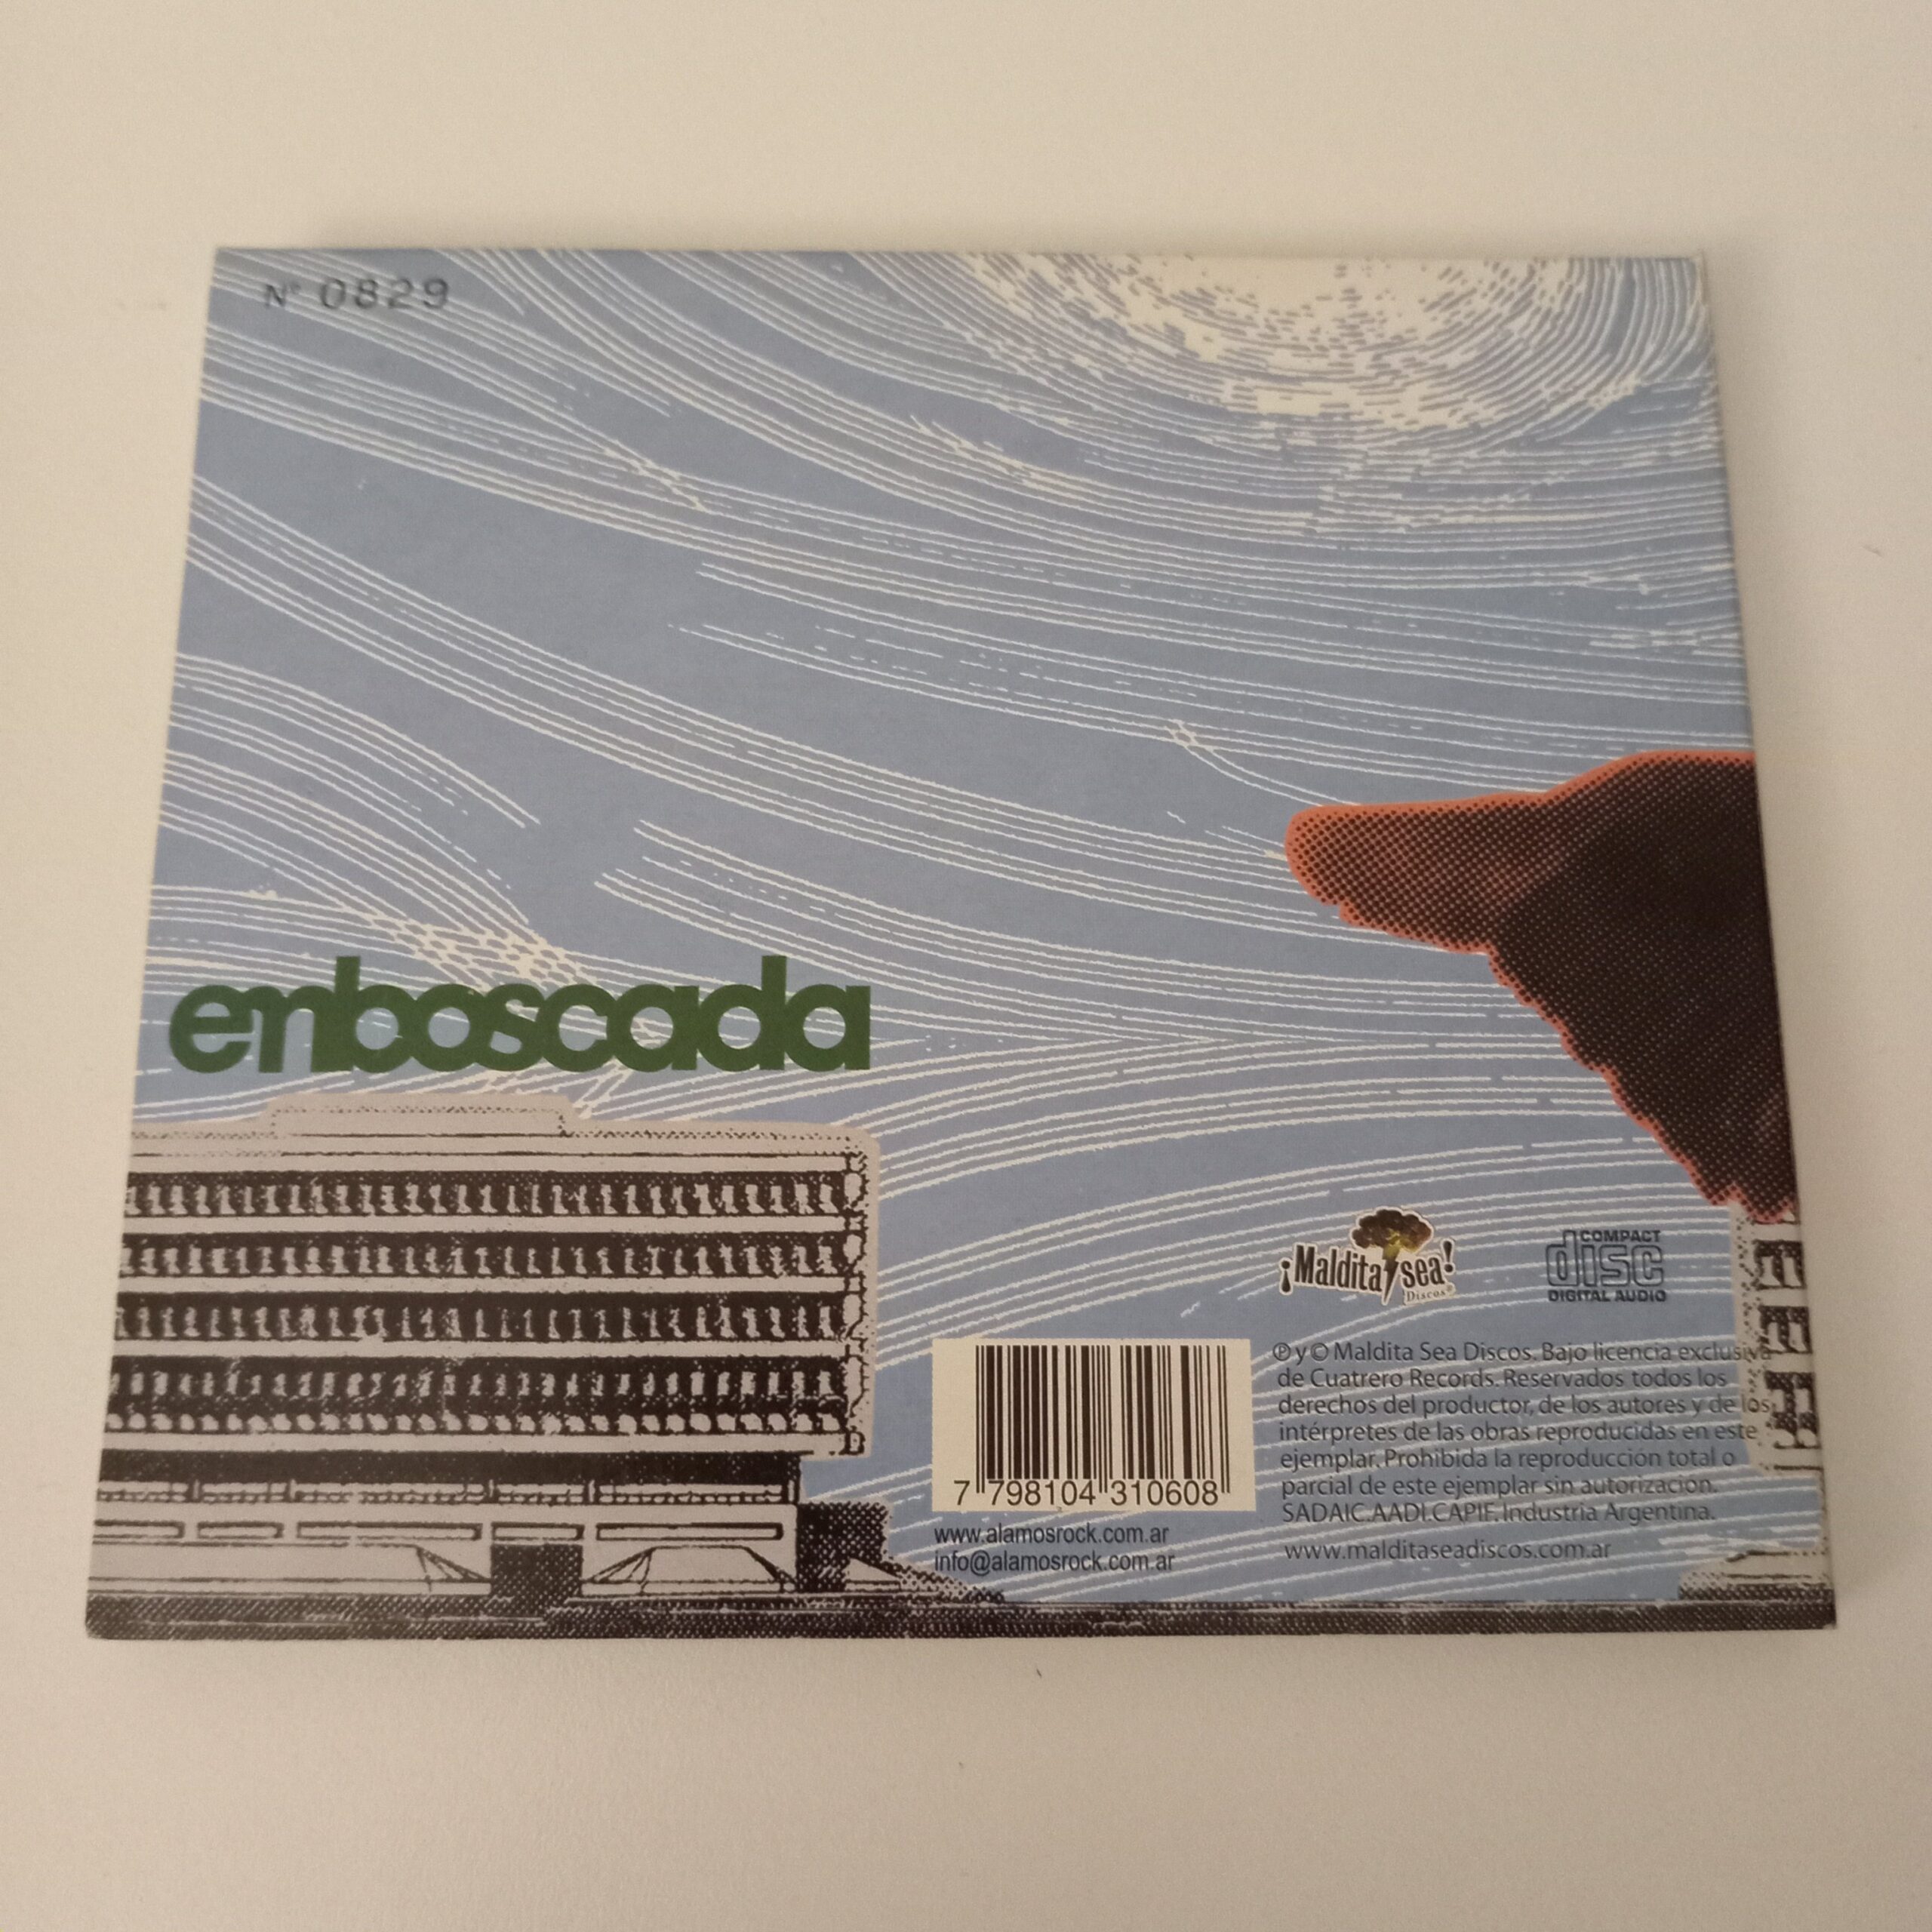 Nº 0829
enboscada
¡Maldita sea!
Discos®
COMPACT
disc
DIGITAL AUDIO
7 798104 310608
www.alamosrock.com.ar
info@alamosrock.com.ar
℗ y © Maldita Sea Discos. Bajo licencia exclusiva
de Cuatrero Records. Reservados todos los
derechos del productor, de los autores y de los
intérpretes de las obras reproducidas en este
ejemplar. Prohibida la reproducción total o
parcial de este ejemplar sin autorización.
SADAIC.AADI.CAPIF. Industria Argentina.
www.malditaseadiscos.com.ar